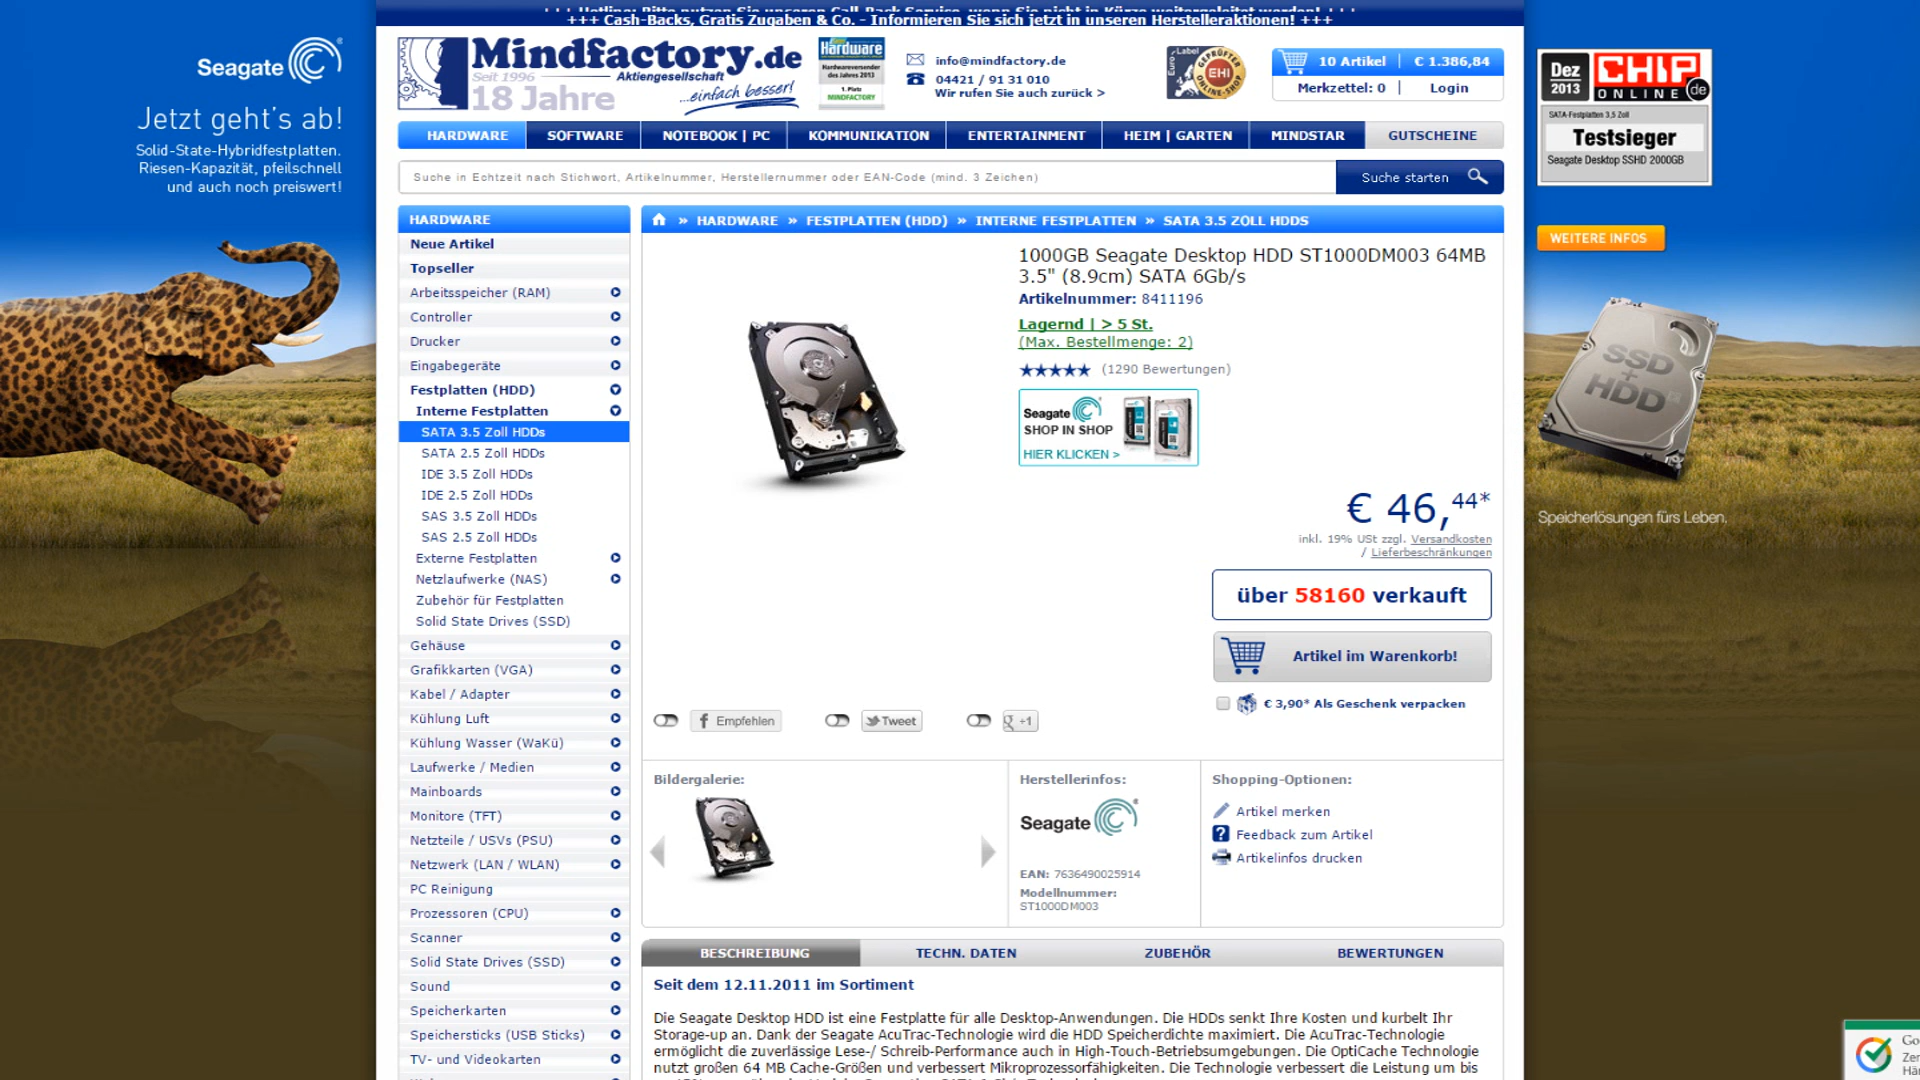 +++ Hotline: Bitte nutzen Sie unseren Call-Back Service, wenn Sie nicht in Kürze weitergeleitet werden! +++
+++ Cash-Backs, Gratis Zugaben & Co. - Informieren Sie sich jetzt in unseren Herstelleraktionen! +++
Seagate
Jetzt geht's ab!
Solid-State-Hybridfestplatten.
Riesen-Kapazität, pfeilschnell
und auch noch preiswert!
Mindfactory.de
Seit 1996
Aktiengesellschaft
18 Jahre
...einfach besser!
Hardware
Hardwareversender
des Jahres 2013
1. Platz
MINDFACTORY
info@mindfactory.de
04421 / 91 31 010
Wir rufen Sie auch zurück >
Euro-Label
GEPRÜFTER
EHI
ONLINE-SHOP
10 Artikel | € 1.386,84
Merkzettel: 0 | Login
Dez
2013
CHIP
ONLINE
de
SATA-Festplatten 3,5 Zoll
Testsieger
Seagate Desktop SSHD 2000GB
WEITERE INFOS
SSD
+
HDD
Speicherlösungen fürs Leben.
HARDWARE
SOFTWARE
NOTEBOOK | PC
KOMMUNIKATION
ENTERTAINMENT
HEIM | GARTEN
MINDSTAR
GUTSCHEINE
Suche in Echtzeit nach Stichwort, Artikelnummer, Herstellernummer oder EAN-Code (mind. 3 Zeichen)
Suche starten
HARDWARE
Neue Artikel
Topseller
Arbeitsspeicher (RAM)
Controller
Drucker
Eingabegeräte
Festplatten (HDD)
Interne Festplatten
SATA 3.5 Zoll HDDs
SATA 2.5 Zoll HDDs
IDE 3.5 Zoll HDDs
IDE 2.5 Zoll HDDs
SAS 3.5 Zoll HDDs
SAS 2.5 Zoll HDDs
Externe Festplatten
Netzlaufwerke (NAS)
Zubehör für Festplatten
Solid State Drives (SSD)
Gehäuse
Grafikkarten (VGA)
Kabel / Adapter
Kühlung Luft
Kühlung Wasser (WaKü)
Laufwerke / Medien
Mainboards
Monitore (TFT)
Netzteile / USVs (PSU)
Netzwerk (LAN / WLAN)
PC Reinigung
Prozessoren (CPU)
Scanner
Solid State Drives (SSD)
Sound
Speicherkarten
Speichersticks (USB Sticks)
TV- und Videokarten
» HARDWARE » FESTPLATTEN (HDD) » INTERNE FESTPLATTEN » SATA 3.5 ZOLL HDDS
1000GB Seagate Desktop HDD ST1000DM003 64MB
3.5" (8.9cm) SATA 6Gb/s
Artikelnummer: 8411196
Lagernd | > 5 St.
(Max. Bestellmenge: 2)
★★★★★ (1290 Bewertungen)
Seagate
SHOP IN SHOP
HIER KLICKEN >
€ 46,44*
inkl. 19% USt zzgl. Versandkosten
/ Lieferbeschränkungen
über 58160 verkauft
Artikel im Warenkorb!
€ 3,90* Als Geschenk verpacken
f Empfehlen
Tweet
g +1
Bildergalerie:
Herstellerinfos:
Seagate
EAN: 7636490025914
Modellnummer:
ST1000DM003
Shopping-Optionen:
Artikel merken
Feedback zum Artikel
Artikelinfos drucken
BESCHREIBUNG
TECHN. DATEN
ZUBEHÖR
BEWERTUNGEN
Seit dem 12.11.2011 im Sortiment
Die Seagate Desktop HDD ist eine Festplatte für alle Desktop-Anwendungen. Die HDDs senkt Ihre Kosten und kurbelt Ihr
Storage-up an. Dank der Seagate AcuTrac-Technologie wird die HDD Speicherdichte maximiert. Die AcuTrac-Technologie
ermöglicht die zuverlässige Lese-/ Schreib-Performance auch in High-Touch-Betriebsumgebungen. Die OptiCache Technologie
nutzt großen 64 MB Cache-Größen und verbessert Mikroprozessorfähigkeiten. Die Technologie verbessert die Leistung um bis
Go
Zer
Hä